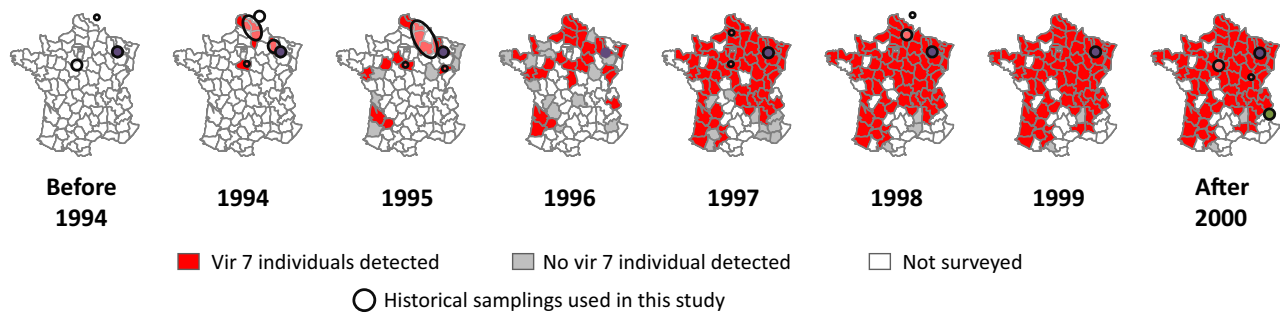 Before
1994
1994
1995
1996
1997
1998
1999
After
2000
Vir 7 individuals detected
No vir 7 individual detected
Not surveyed
Historical samplings used in this study